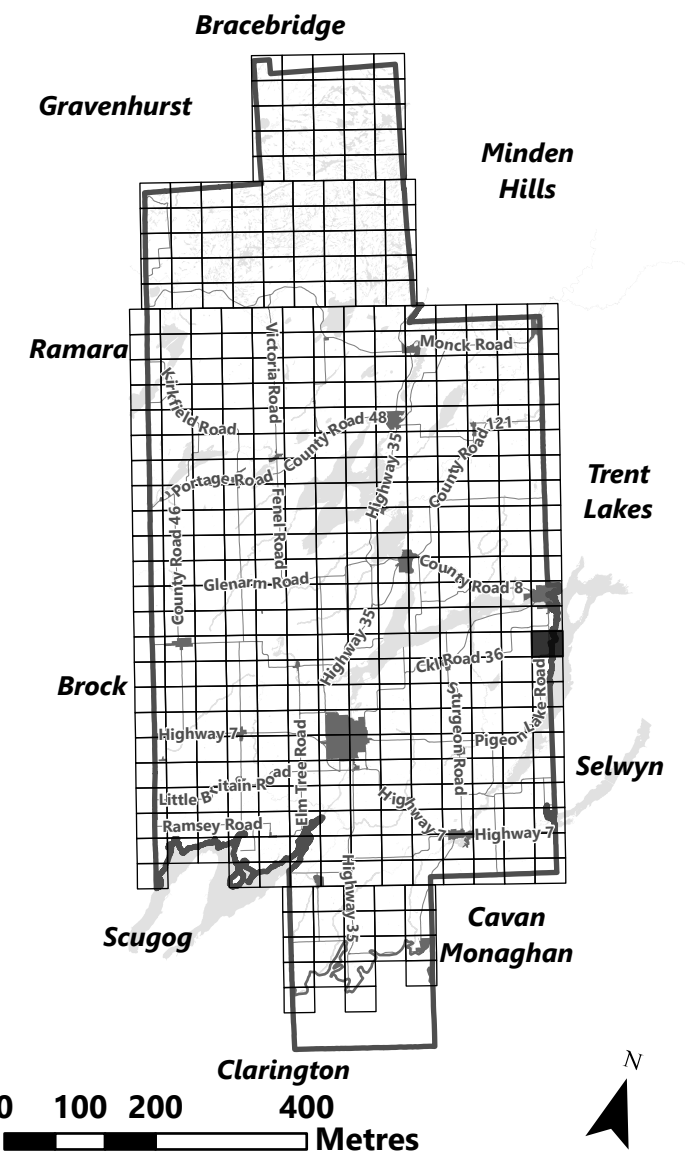 Bracebridge
Gravenhurst
Minden
Hills
Ramara
Victoria Road
Monck Road
Kirkfield Road
County Road 48
Highway 35
County Road 121
Portage Road
Trent
Lakes
County Road 46
Fenel Road
Glenarm Road
County Road 8
Highway 35
Ckl Road 36
Brock
Sturgeon Road
Pigeon Lake Road
Highway 7
Elm Tree Road
Selwyn
Little Britain Road
Highway 7
Ramsey Road
Highway 7
Highway 35
Scugog
Cavan
Monaghan
Clarington
N
0 100 200 400
Metres